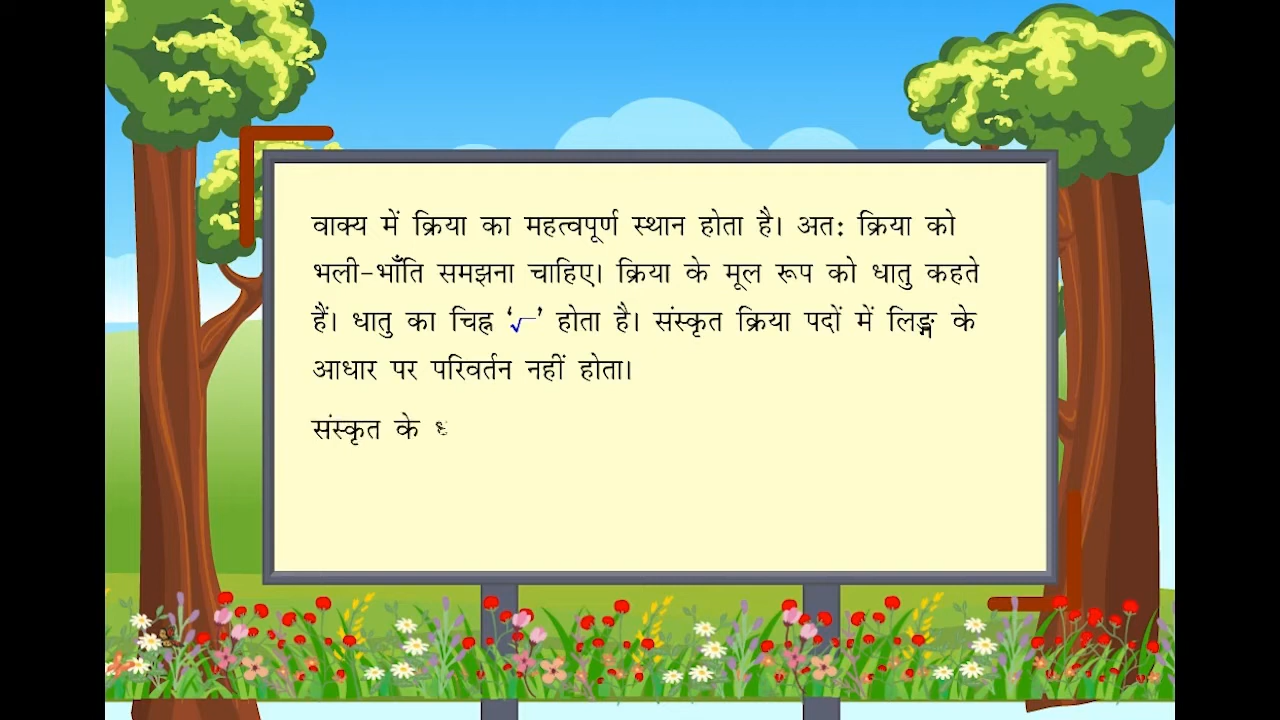 वाक्य में क्रिया का महत्वपूर्ण स्थान होता है। अतः क्रिया को
भली-भाँति समझना चाहिए। क्रिया के मूल रूप को धातु कहते
हैं। धातु का चिह्न ‘√’ होता है। संस्कृत क्रिया पदों में लिङ्ग के
आधार पर परिवर्तन नहीं होता।
संस्कृत के